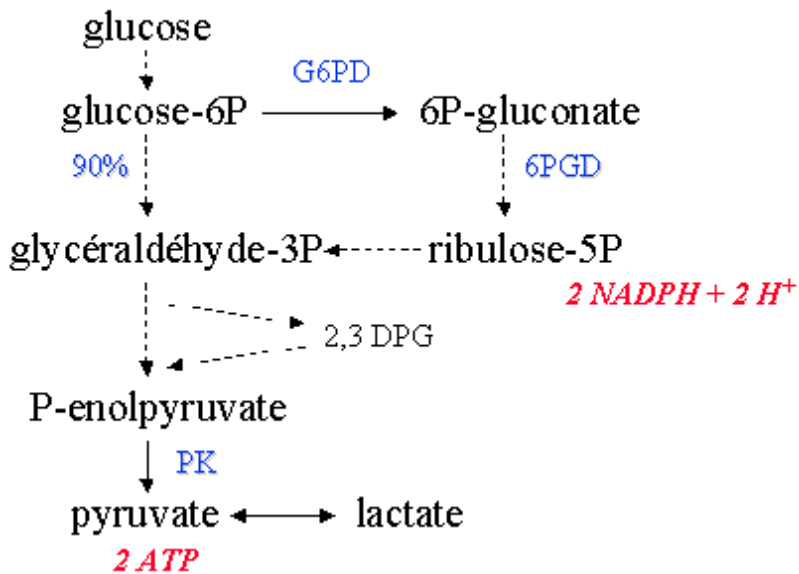 glucose
G6PD
glucose-6P 6P-gluconate
90% 6PGD
glycéraldéhyde-3P ribulose-5P
2 NADPH + 2 H+
2,3 DPG
P-enolpyruvate
PK
pyruvate lactate
2 ATP